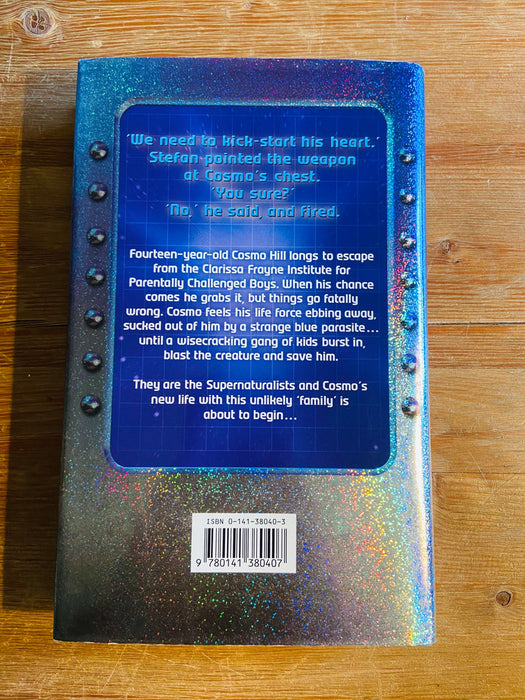 'We need to kick-start his heart.'
Stefan pointed the weapon
at Cosmo's chest.
'You sure?'
'No,' he said, and fired.
Fourteen-year-old Cosmo Hill longs to escape
from the Clarissa Frayne Institute for
Parentally Challenged Boys. When his chance
comes he grabs it, but things go fatally
wrong. Cosmo feels his life force ebbing away,
sucked out of him by a strange blue parasite...
until a wisecracking gang of kids burst in,
blast the creature and save him.
They are the Supernaturalists and Cosmo's
new life with this unlikely 'family' is
about to begin...
ISBN 0-141-38040-3
9 780141 380407